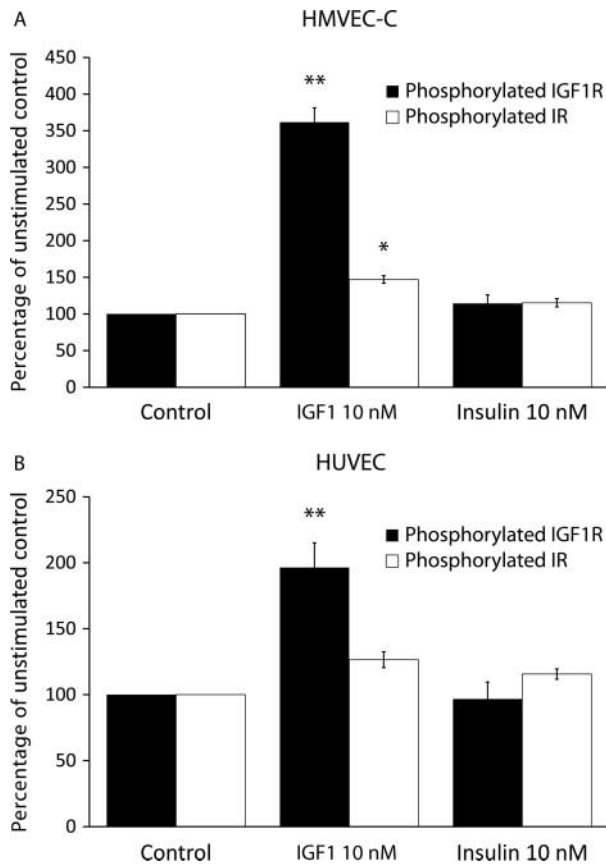 A
HMVEC-C
Percentage of unstimulated control
450
400
350
300
250
200
150
100
50
0
**
*
Phosphorylated IGF1R
Phosphorylated IR
Control
IGF1 10 nM
Insulin 10 nM
B
HUVEC
Percentage of unstimulated control
250
200
150
100
50
0
**
Phosphorylated IGF1R
Phosphorylated IR
Control
IGF1 10 nM
Insulin 10 nM